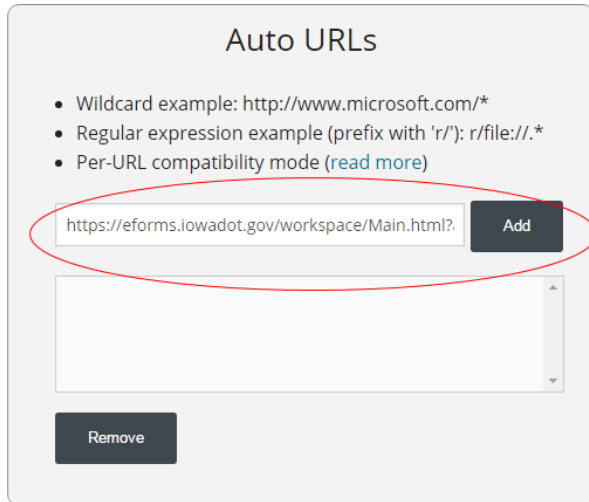 Auto URLs
Wildcard example: http://www.microsoft.com/*
Regular expression example (prefix with 'r/'): r/file://.*
Per-URL compatibility mode (read more)
https://eforms.iowadot.gov/workspace/Main.html?
Add
Remove